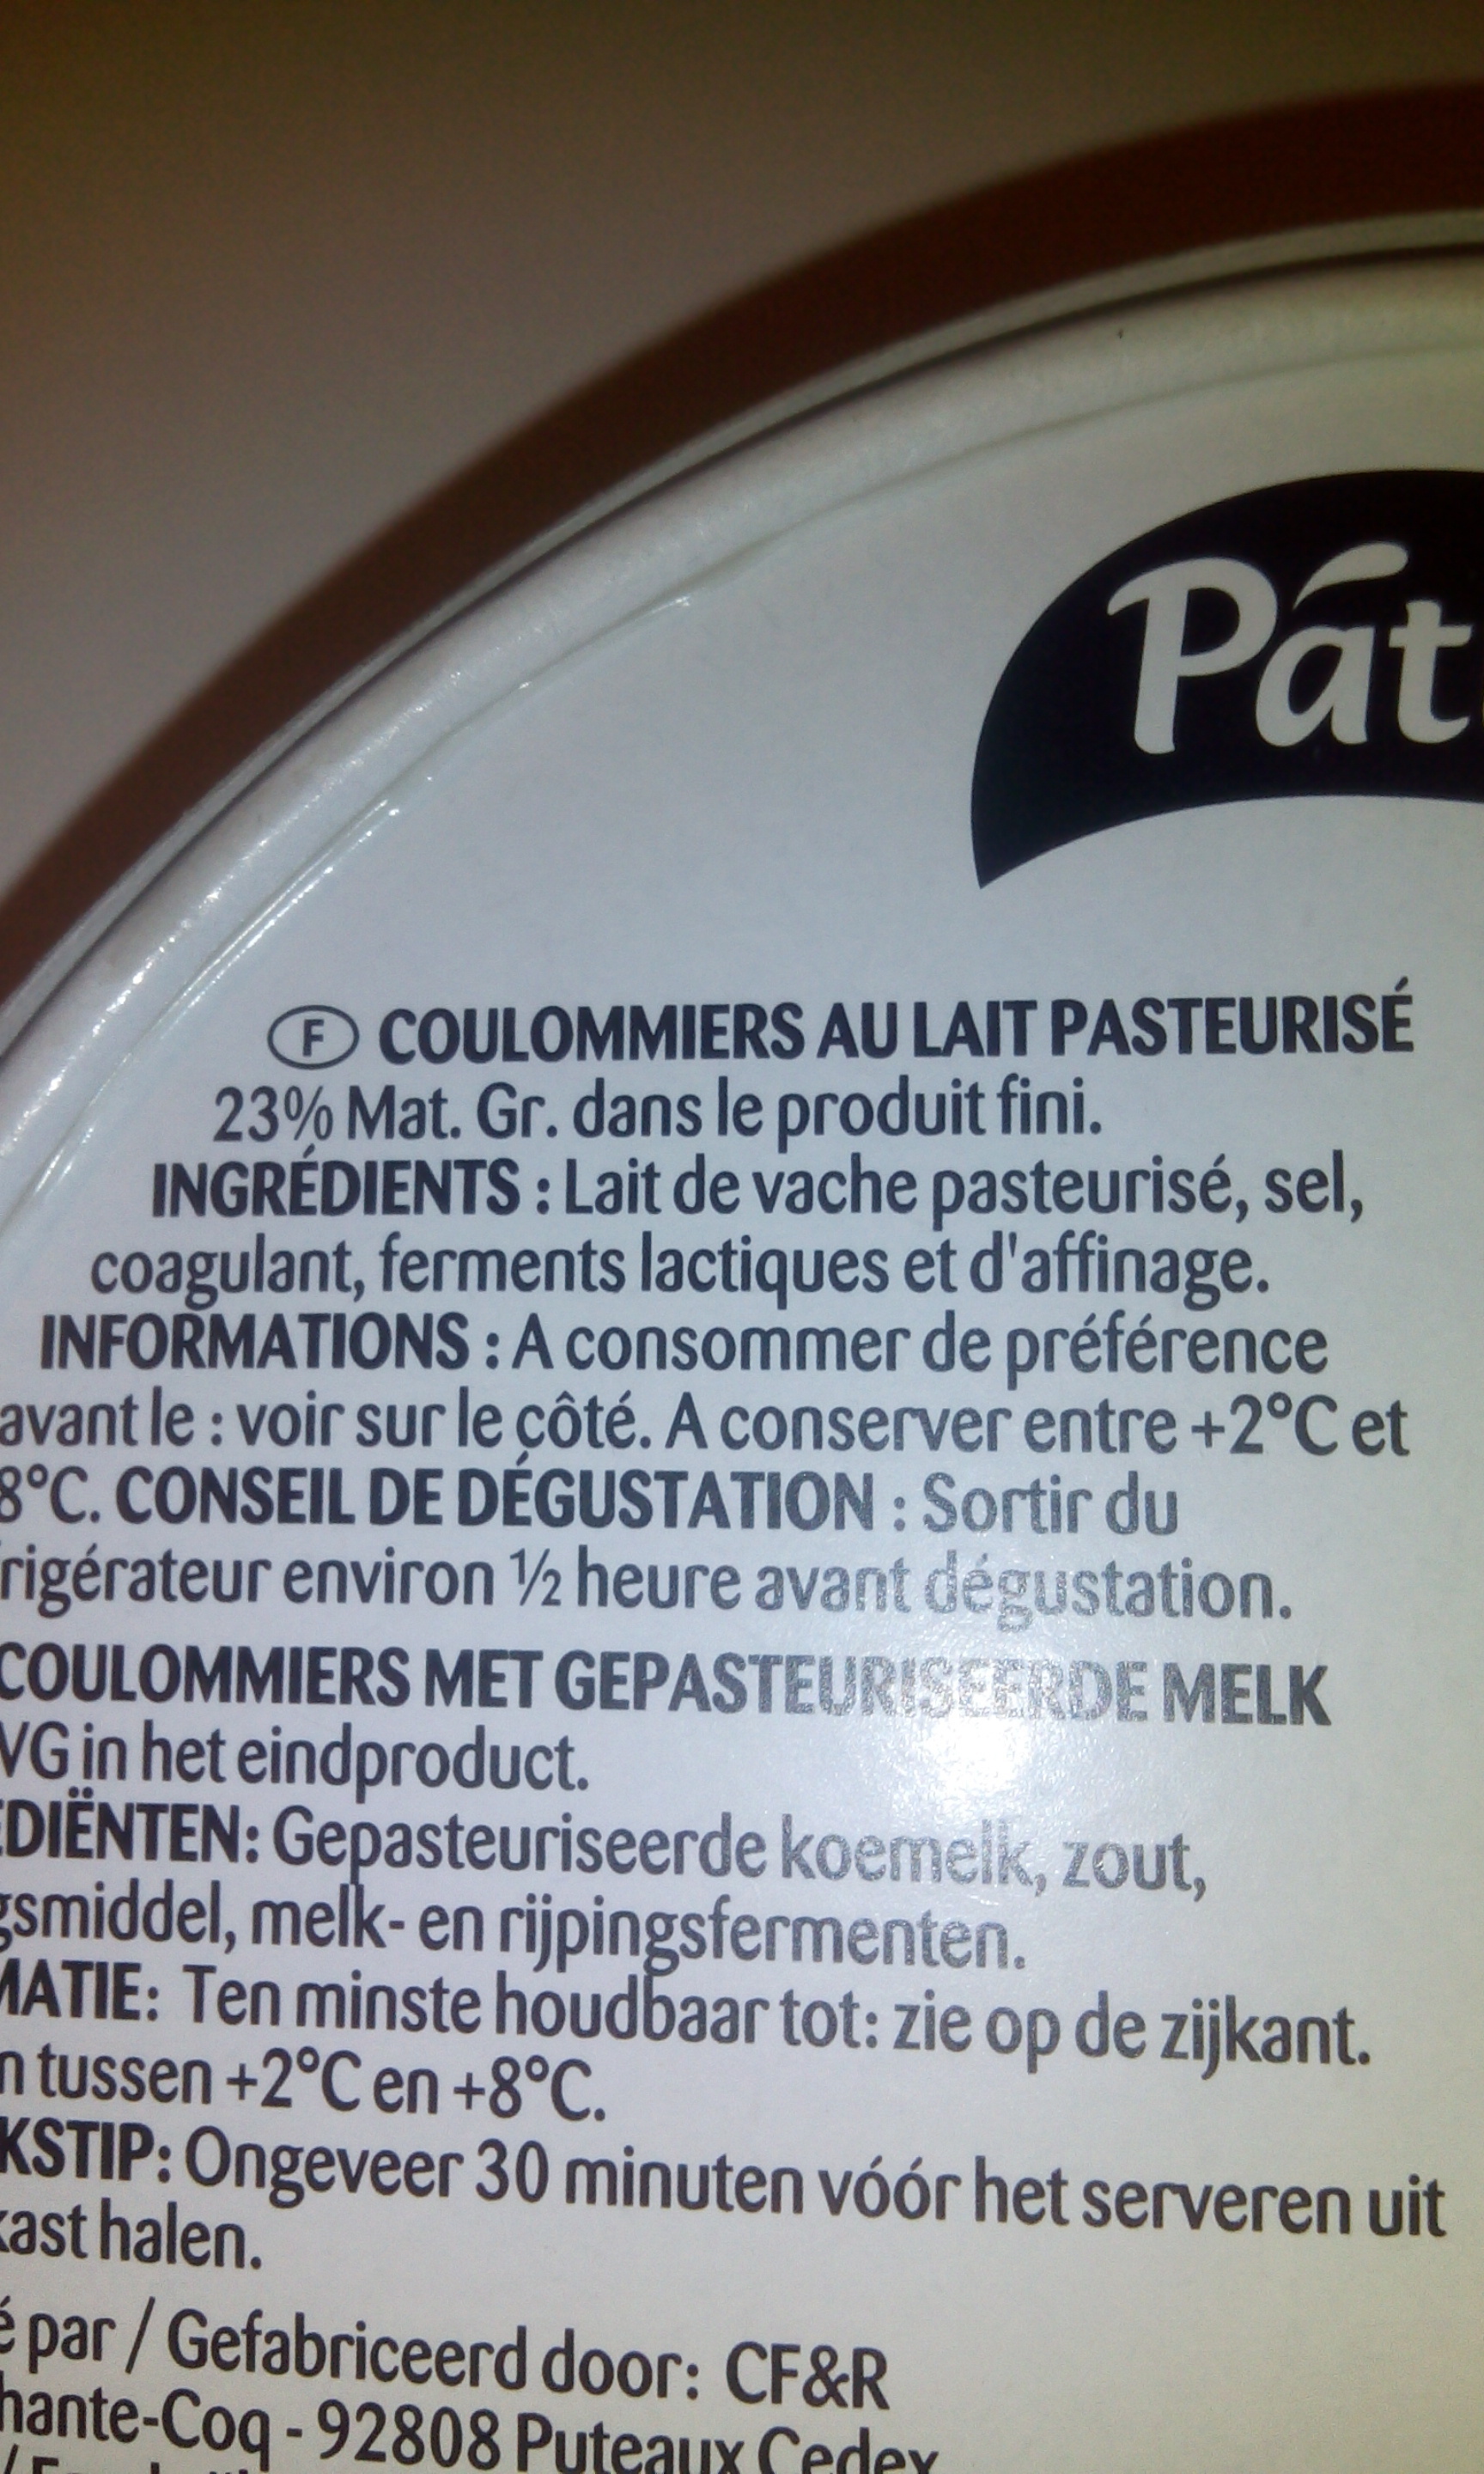 Pát
F COULOMMIERS AU LAIT PASTEURISÉ
23% Mat. Gr. dans le produit fini.
INGRÉDIENTS : Lait de vache pasteurisé, sel,
coagulant, ferments lactiques et d'affinage.
INFORMATIONS : A consommer de préférence
avant le : voir sur le côté. A conserver entre +2°C et
8°C. CONSEIL DE DÉGUSTATION : Sortir du
rigérateur environ ½ heure avant dégustation.
COULOMMIERS MET GEPASTEURISEERDE MELK
VG in het eindproduct.
EDIËNTEN: Gepasteuriseerde koemelk, zout,
gsmiddel, melk- en rijpingsfermenten.
MATIE: Ten minste houdbaar tot: zie op de zijkant.
n tussen +2°C en +8°C.
KSTIP: Ongeveer 30 minuten vóór het serveren uit
kast halen.
é par / Gefabriceerd door: CF&R
hante-Coq - 92808 Puteaux Cedex